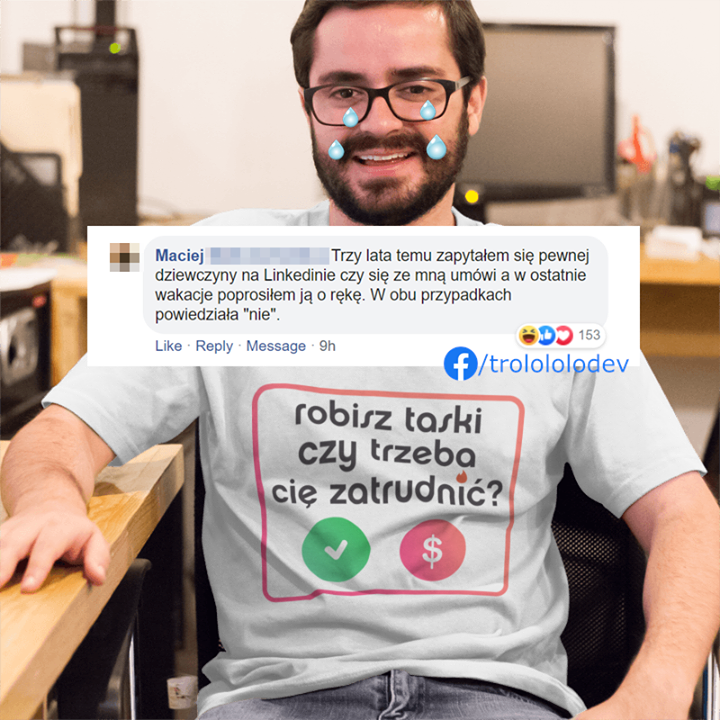 Maciej Trzy lata temu zapytałem się pewnej
dziewczyny na Linkedinie czy się ze mną umówi a w ostatnie
wakacje poprosiłem ją o rękę. W obu przypadkach
powiedziała "nie".
153
Like · Reply · Message · 9h
/trolololodev
robisz taski
czy trzeba
cię zatrudnić?
$